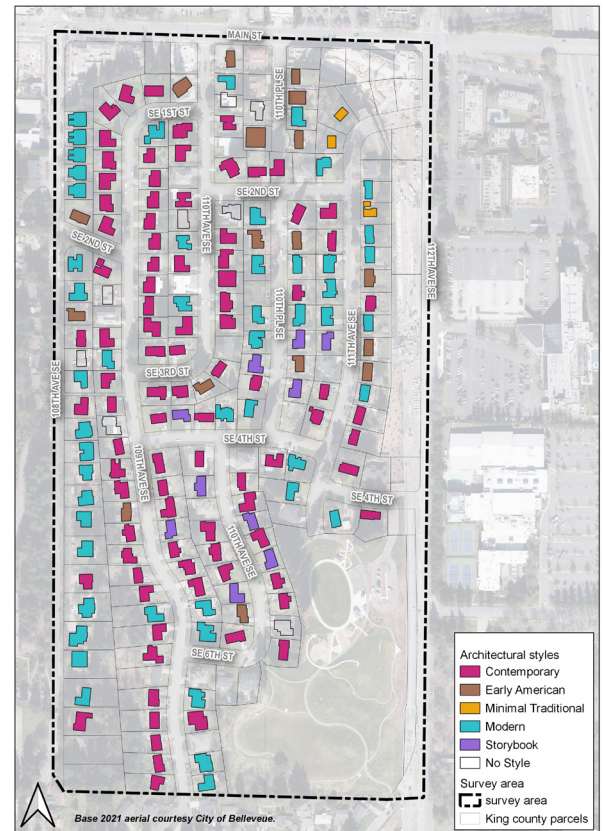 MAIN ST
110TH PL SE
SE 1ST ST
SE 2ND ST
110TH AVE SE
SE 2ND ST
112TH AVE SE
110TH PL SE
111TH AVE SE
SE 3RD ST
108TH AVE SE
SE 4TH ST
109TH AVE SE
SE 4TH ST
110TH AVE SE
SE 6TH ST
Architectural styles
Contemporary
Early American
Minimal Traditional
Modern
Storybook
No Style
Survey area
survey area
King county parcels
Base 2021 aerial courtesy City of Belleveue.